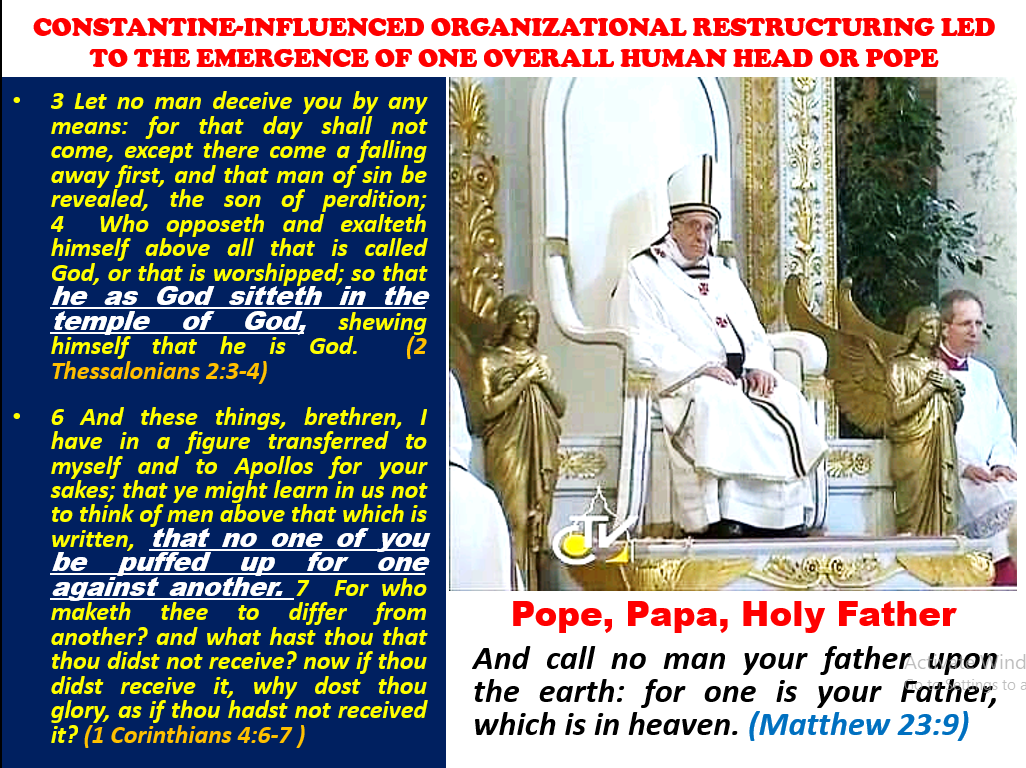 CONSTANTINE-INFLUENCED ORGANIZATIONAL RESTRUCTURING LED
TO THE EMERGENCE OF ONE OVERALL HUMAN HEAD OR POPE
• 3 Let no man deceive you by any
means: for that day shall not
come, except there come a falling
away first, and that man of sin be
revealed, the son of perdition;
4 Who opposeth and exalteth
himself above all that is called
God, or that is worshipped; so that
he as God sitteth in the
temple of God, shewing
himself that he is God. (2
Thessalonians 2:3-4)
• 6 And these things, brethren, I
have in a figure transferred to
myself and to Apollos for your
sakes; that ye might learn in us not
to think of men above that which is
written, that no one of you
be puffed up for one
against another. 7 For who
maketh thee to differ from
another? and what hast thou that
thou didst not receive? now if thou
didst receive it, why dost thou
glory, as if thou hadst not received
it? (1 Corinthians 4:6-7 )
CTV
Pope, Papa, Holy Father
And call no man your father upon
the earth: for one is your Father,
which is in heaven. (Matthew 23:9)
Activate Wind
Go to Settings to a